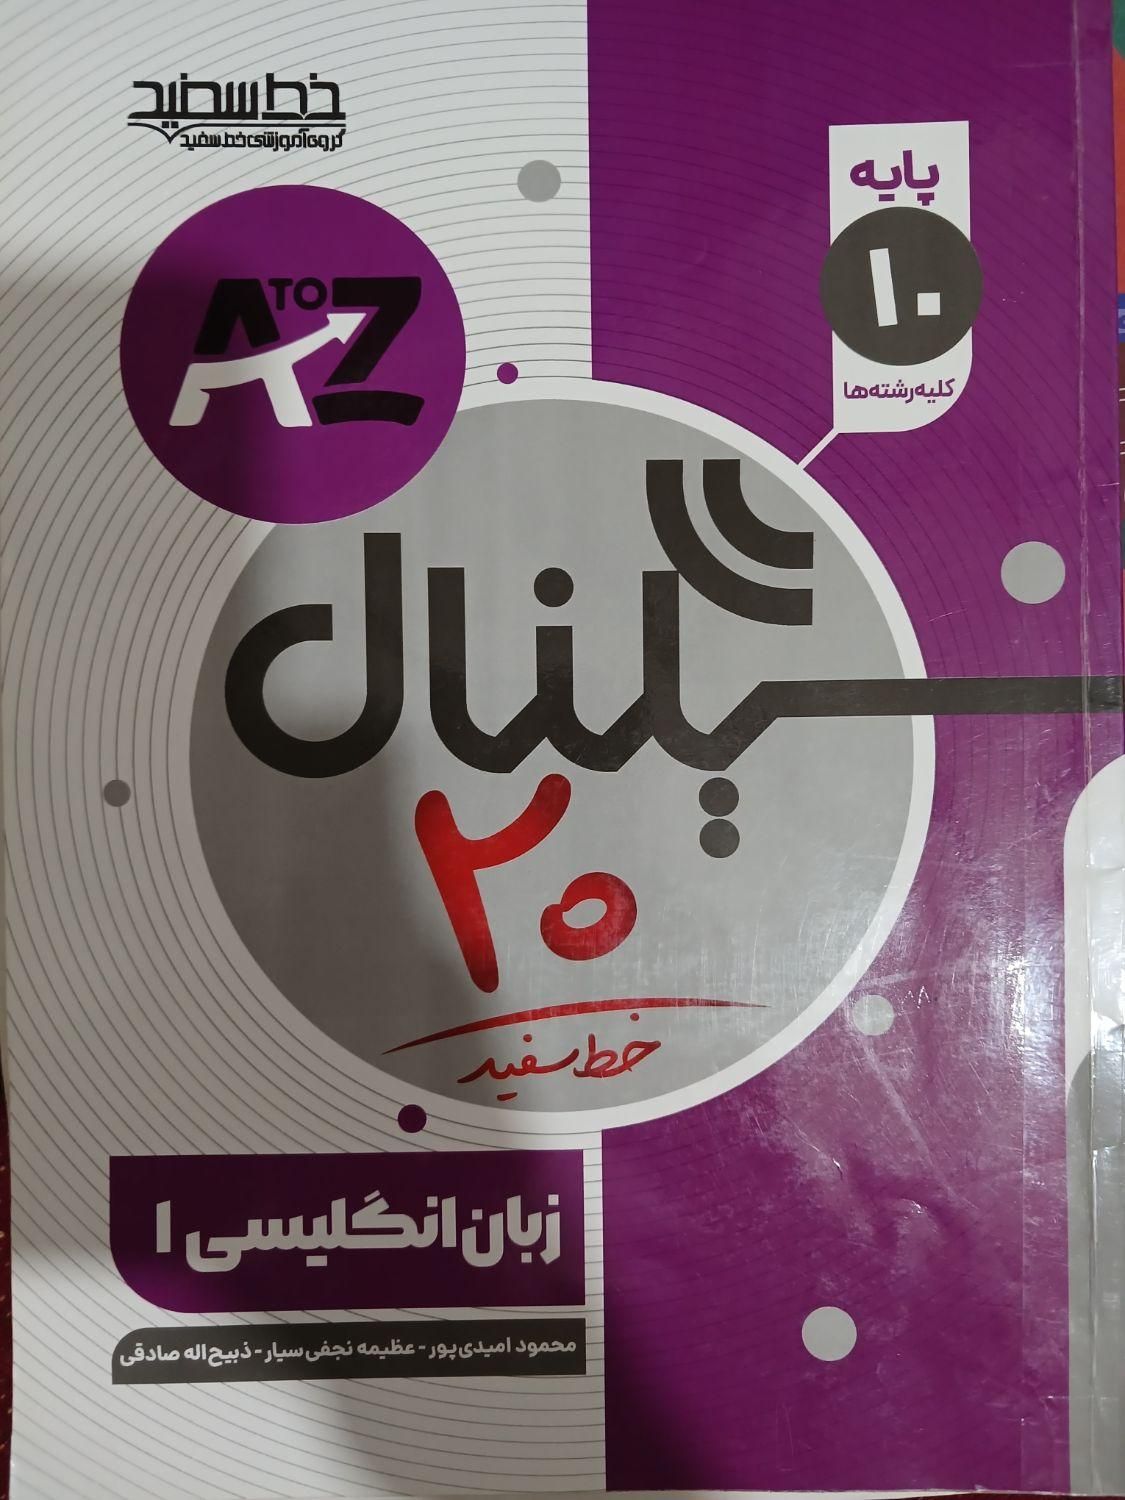 خط سفید
گروه آموزشی خط سفید
پایه
۱۰
کلیه رشته‌ها
A TO Z
سیگنال
۲۰
خط سفید
زبان انگلیسی ۱
محمود امیدی‌پور - عظیمه نجفی سیار - ذبیح اله صادقی